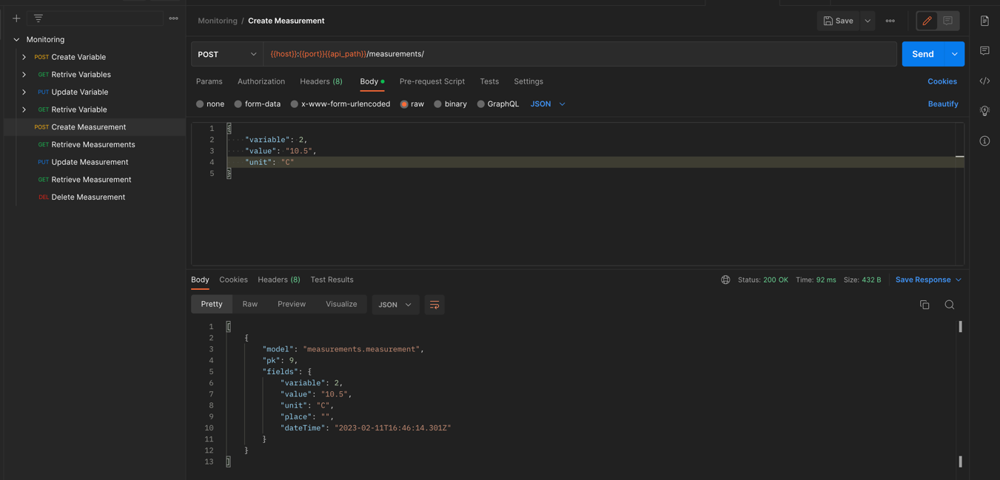 Monitoring / Create Measurement
Save
Monitoring
POST Create Variable
GET Retrive Variables
PUT Update Variable
GET Retrive Variable
POST Create Measurement
GET Retrieve Measurements
PUT Update Measurement
GET Retrieve Measurement
DEL Delete Measurement
POST {{host}}:{{port}}{{api_path}}/measurements/ Send
Params Authorization Headers (8) Body Pre-request Script Tests Settings Cookies
none form-data x-www-form-urlencoded raw binary GraphQL JSON Beautify
1 {
2 "variable": 2,
3 "value": "10.5",
4 "unit": "C"
5 }
Body Cookies Headers (8) Test Results Status: 200 OK Time: 92 ms Size: 432 B Save Response
Pretty Raw Preview Visualize JSON
1 [
2 {
3 "model": "measurements.measurement",
4 "pk": 9,
5 "fields": {
6 "variable": 2,
7 "value": "10.5",
8 "unit": "C",
9 "place": "",
10 "dateTime": "2023-02-11T16:46:14.301Z"
11 }
12 }
13 ]